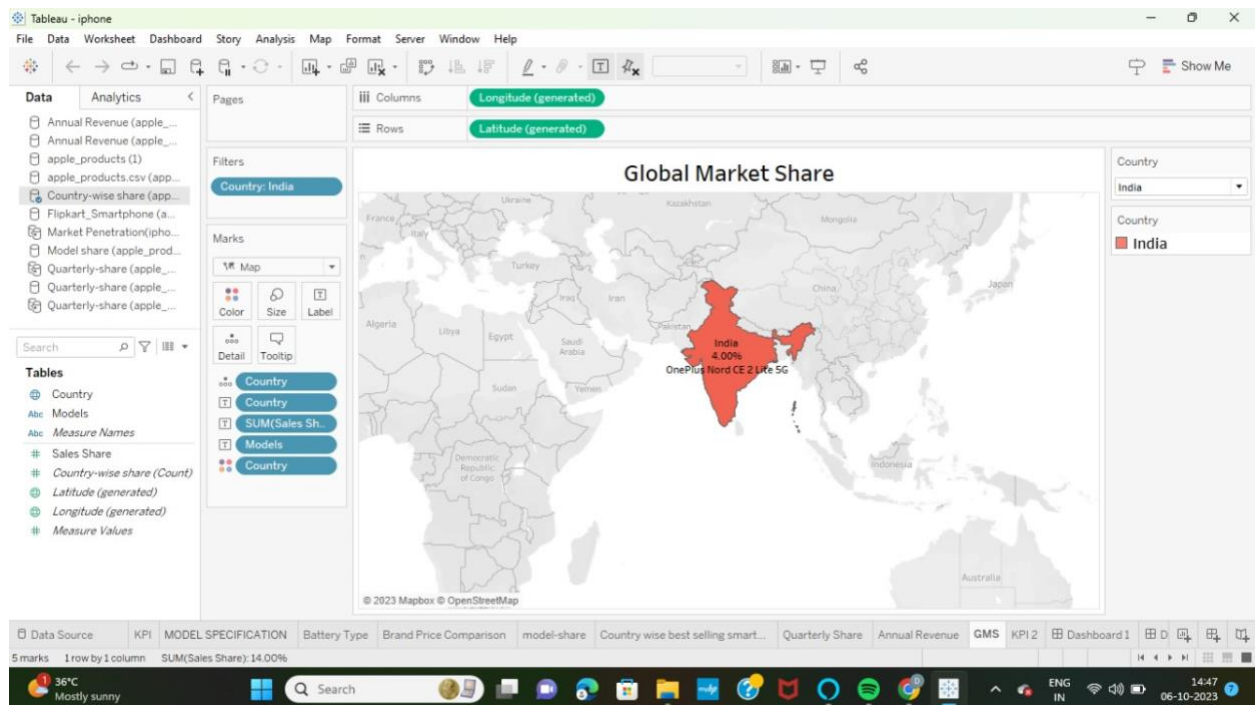 Tableau - iphone
File Data Worksheet Dashboard Story Analysis Map Format Server Window Help
Show Me
Data Analytics
Annual Revenue (apple_...
Annual Revenue (apple_...
apple_products (1)
apple_products.csv (app...
Country-wise share (app...
Flipkart_Smartphone (a...
Market Penetration(ipho...
Model share (apple_prod...
Quarterly-share (apple_...
Quarterly-share (apple_...
Quarterly-share (apple_...
Search
Tables
Country
Abc Models
Abc Measure Names
# Sales Share
# Country-wise share (Count)
Latitude (generated)
Longitude (generated)
# Measure Values
Pages
Filters
Country: India
Marks
Map
Color Size Label
Detail Tooltip
Country
Country
SUM(Sales Sh..
Models
Country
Columns Longitude (generated)
Rows Latitude (generated)
Global Market Share
Ukraine
Kazakhstan
France
Mongolia
Italy
Turkey
Japan
China
Iraq
Iran
Algeria
Libya
Egypt
Pakistan
Saudi
Arabia
India
4.00%
OnePlus Nord CE 2 Lite 5G
Sudan
Yemen
Democratic
Republic
of Congo
Indonesia
Australia
© 2023 Mapbox © OpenStreetMap
Country
India
Country
India
Data Source KPI MODEL SPECIFICATION Battery Type Brand Price Comparison model-share Country wise best selling smart... Quarterly Share Annual Revenue GMS KPI 2 Dashboard 1 D
5 marks 1 row by 1 column SUM(Sales Share): 14.00%
1
36°C
Mostly sunny
Search
ENG
IN
14:47
06-10-2023
2